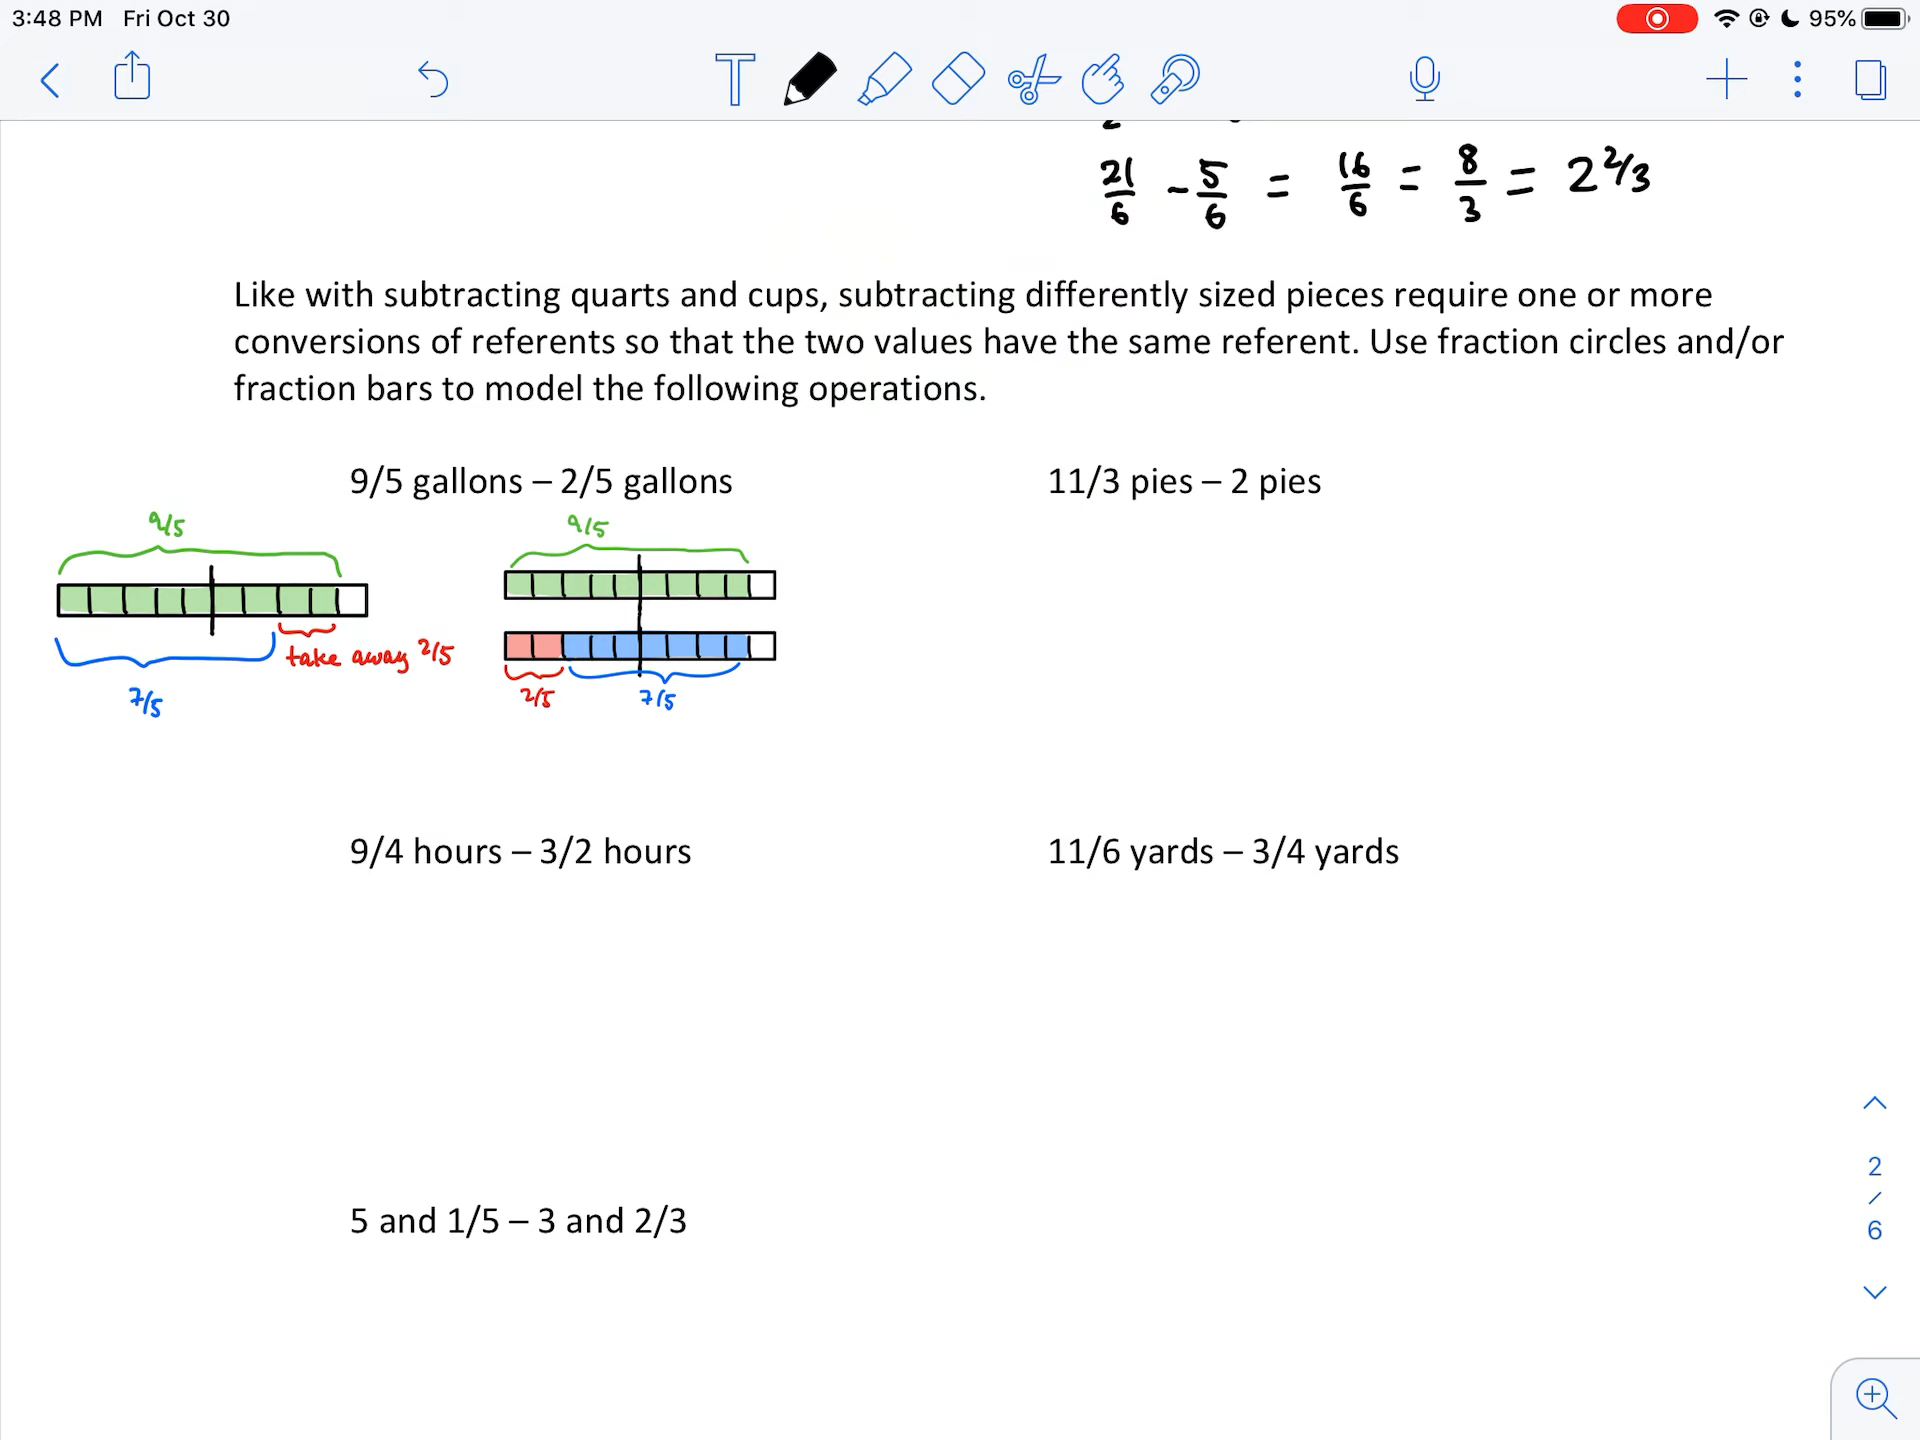 3:48 PM Fri Oct 30
95%
21/6 - 5/6 = 16/6 = 8/3 = 2 2/3
Like with subtracting quarts and cups, subtracting differently sized pieces require one or more
conversions of referents so that the two values have the same referent. Use fraction circles and/or
fraction bars to model the following operations.
9/5 gallons – 2/5 gallons
11/3 pies – 2 pies
9/5
9/5
take away 2/5
7/5
2/5
7/5
9/4 hours – 3/2 hours
11/6 yards – 3/4 yards
5 and 1/5 – 3 and 2/3
2
/
6